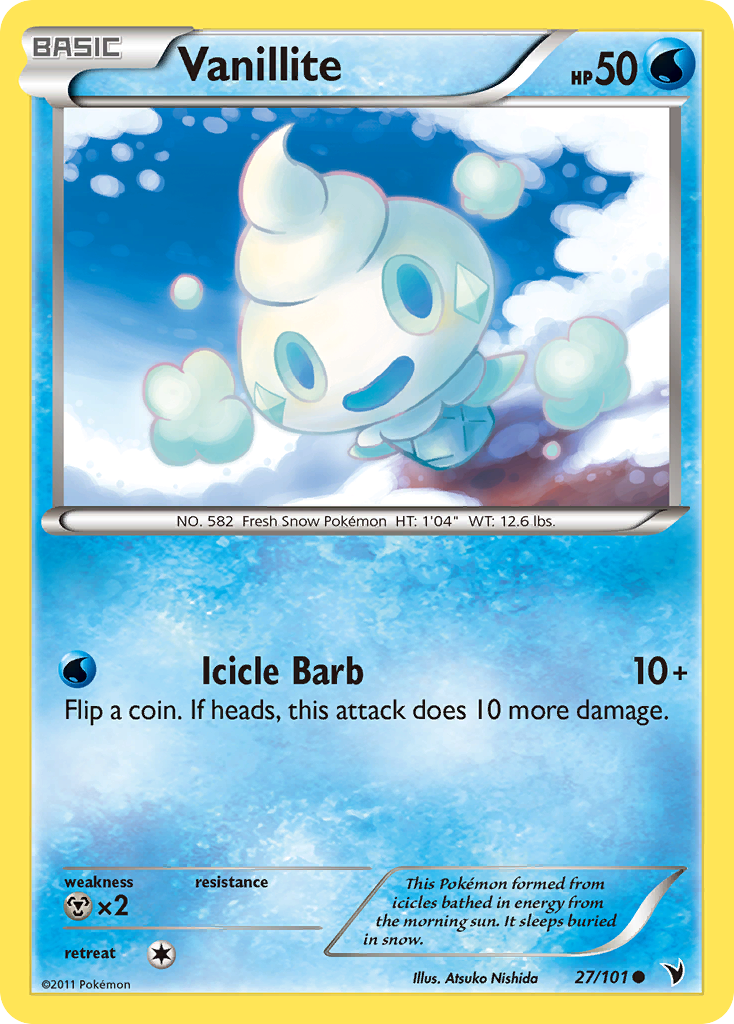 BASIC
Vanillite
HP 50
NO. 582 Fresh Snow Pokémon HT: 1'04" WT: 12.6 lbs.
Icicle Barb 10+
Flip a coin. If heads, this attack does 10 more damage.
weakness resistance
×2
retreat
This Pokémon formed from
icicles bathed in energy from
the morning sun. It sleeps buried
in snow.
©2011 Pokémon
Illus. Atsuko Nishida
27/101